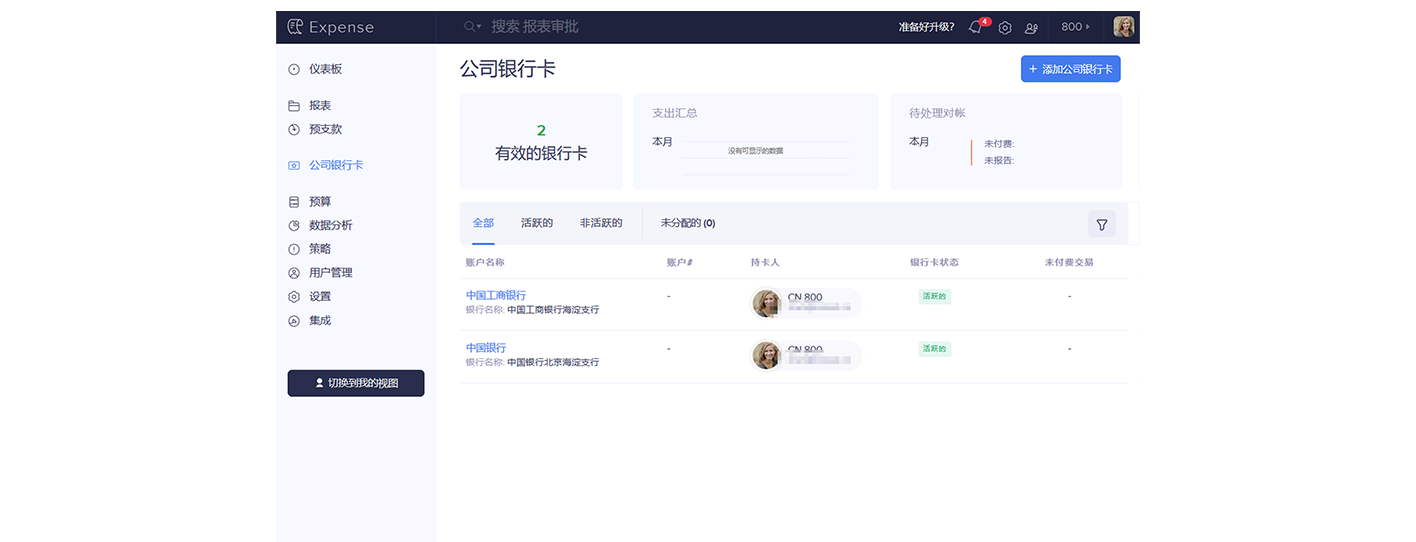 Expense
搜索 报表审批
准备好升级?
4
800
仪表板
报表
预支款
公司银行卡
预算
数据分析
策略
用户管理
设置
集成
切换到我的视图
公司银行卡
+ 添加公司银行卡
2
有效的银行卡
支出汇总
本月
没有可显示的数据
待处理对帐
本月
未付费:
未报告:
全部 活跃的 非活跃的 未分配的 (0)
账户名称 账户# 持卡人 银行卡状态 未付费交易
中国工商银行 - CN 800 活跃的 -
银行名称: 中国工商银行海淀支行
中国银行 - CN 800 活跃的 -
银行名称: 中国银行北京海淀支行